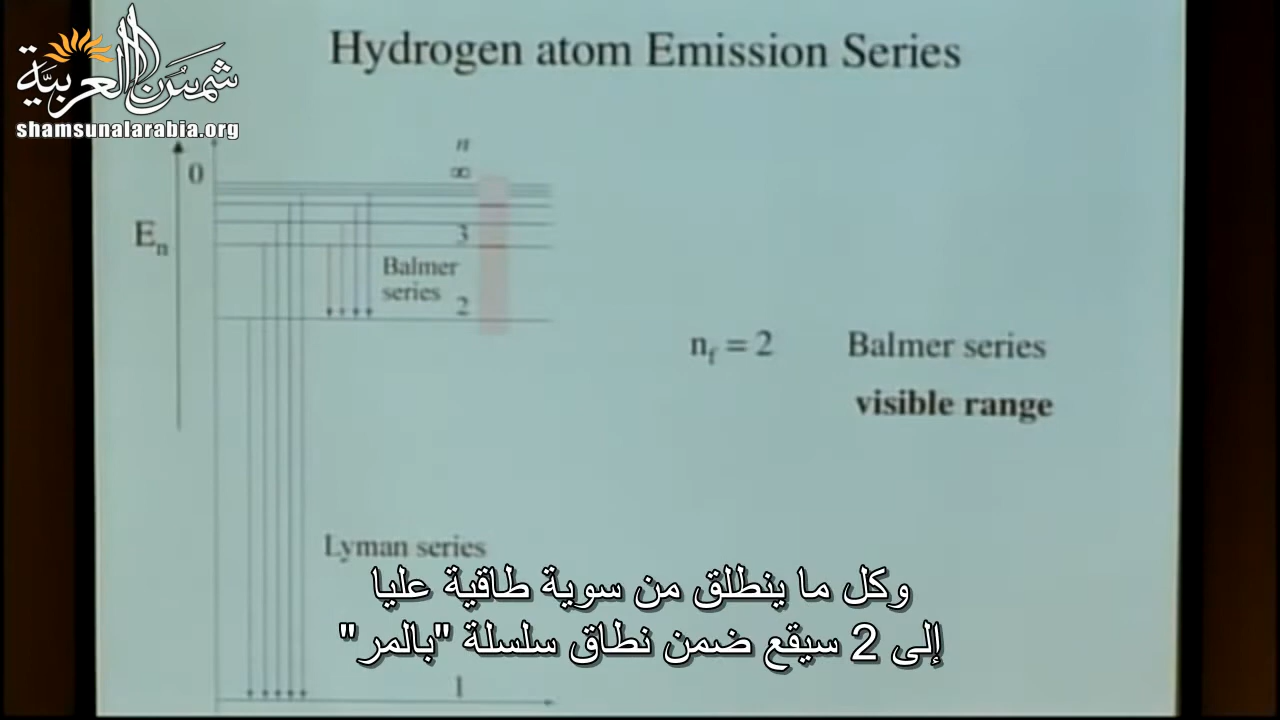 شمس العربية
shamsunalarabia.org
Hydrogen atom Emission Series
n
∞
0
3
Eₙ
Balmer
series
2
n_f = 2 Balmer series
visible range
Lyman series
وكل ما ينطلق من سوية طاقية عليا
إلى 2 سيقع ضمن نطاق سلسلة "بالمر"
1